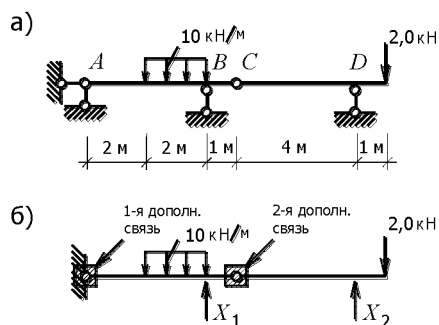 а)
10 кН/м
2,0 кН
A B C D
2 м 2 м 1 м 4 м 1 м
б)
1-я дополн.
связь
10 кН/м
2-я дополн.
связь
2,0 кН
X1 X2